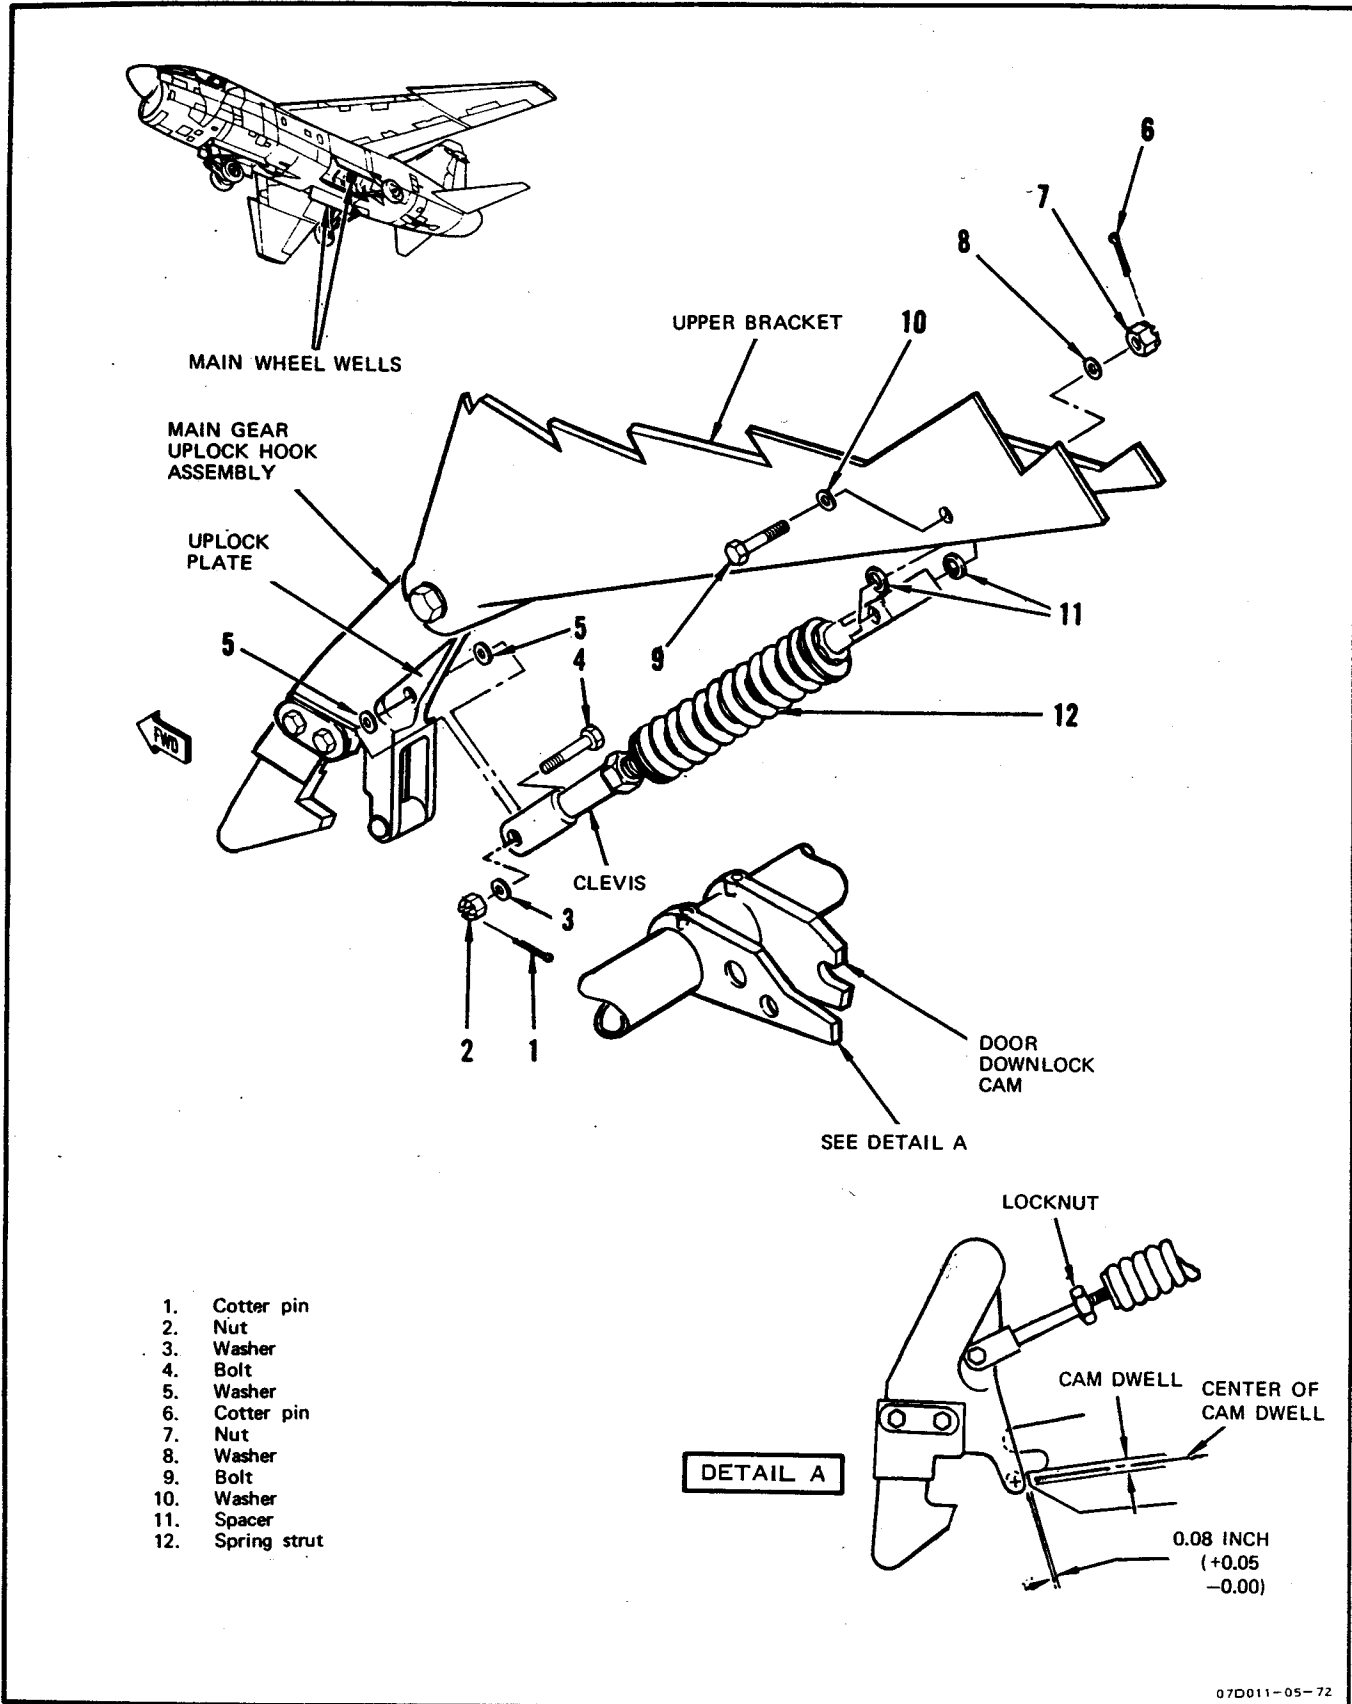 6
7
8
UPPER BRACKET
10
MAIN WHEEL WELLS
MAIN GEAR
UPLOCK HOOK
ASSEMBLY
UPLOCK
PLATE
5
5
4
9
11
12
FWD
CLEVIS
3
2
1
DOOR
DOWNLOCK
CAM
SEE DETAIL A
LOCKNUT
1. Cotter pin
2. Nut
3. Washer
4. Bolt
5. Washer
6. Cotter pin
7. Nut
8. Washer
9. Bolt
10. Washer
11. Spacer
12. Spring strut
CAM DWELL
CENTER OF
CAM DWELL
DETAIL A
0.08 INCH
(+0.05
-0.00)
07D011-05-72